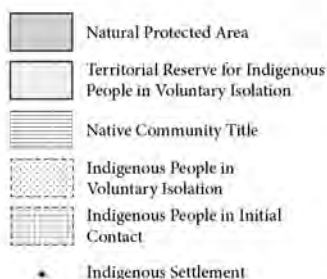 Natural Protected Area
Territorial Reserve for Indigenous
People in Voluntary Isolation
Native Community Title
Indigenous People in
Voluntary Isolation
Indigenous People in Initial
Contact
Indigenous Settlement